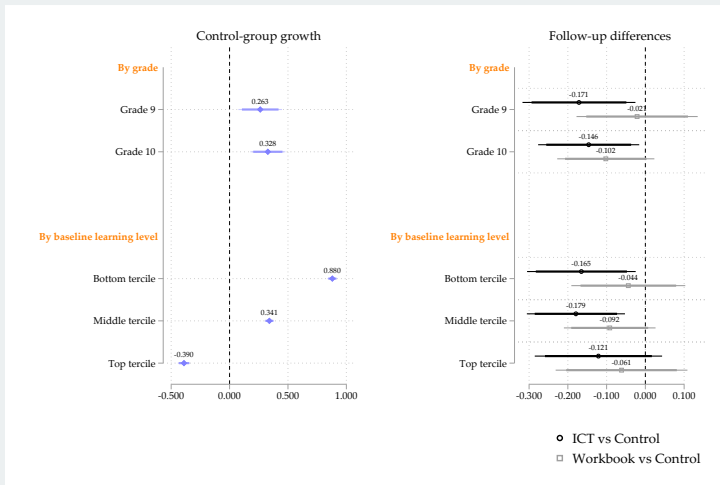 Control-group growth
By grade
Grade 9
0.263
Grade 10
0.328
By baseline learning level
Bottom tercile
0.880
Middle tercile
0.341
Top tercile
-0.390
-0.500 0.000 0.500 1.000
Follow-up differences
By grade
Grade 9
-0.171
-0.021
Grade 10
-0.146
-0.102
By baseline learning level
Bottom tercile
-0.165
-0.044
Middle tercile
-0.179
-0.092
Top tercile
-0.121
-0.061
-0.300 -0.200 -0.100 0.000 0.100
ICT vs Control
Workbook vs Control